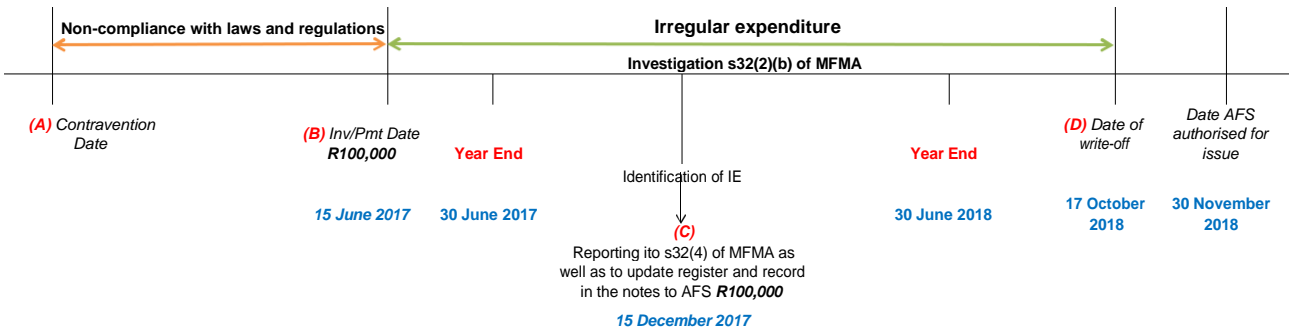 Non-compliance with laws and regulations
Irregular expenditure
Investigation s32(2)(b) of MFMA
(A) Contravention
Date
(B) Inv/Pmt Date
R100,000
15 June 2017
Year End
30 June 2017
Identification of IE
(C)
Reporting ito s32(4) of MFMA as
well as to update register and record
in the notes to AFS R100,000
15 December 2017
Year End
30 June 2018
(D) Date of
write-off
17 October
2018
Date AFS
authorised for
issue
30 November
2018